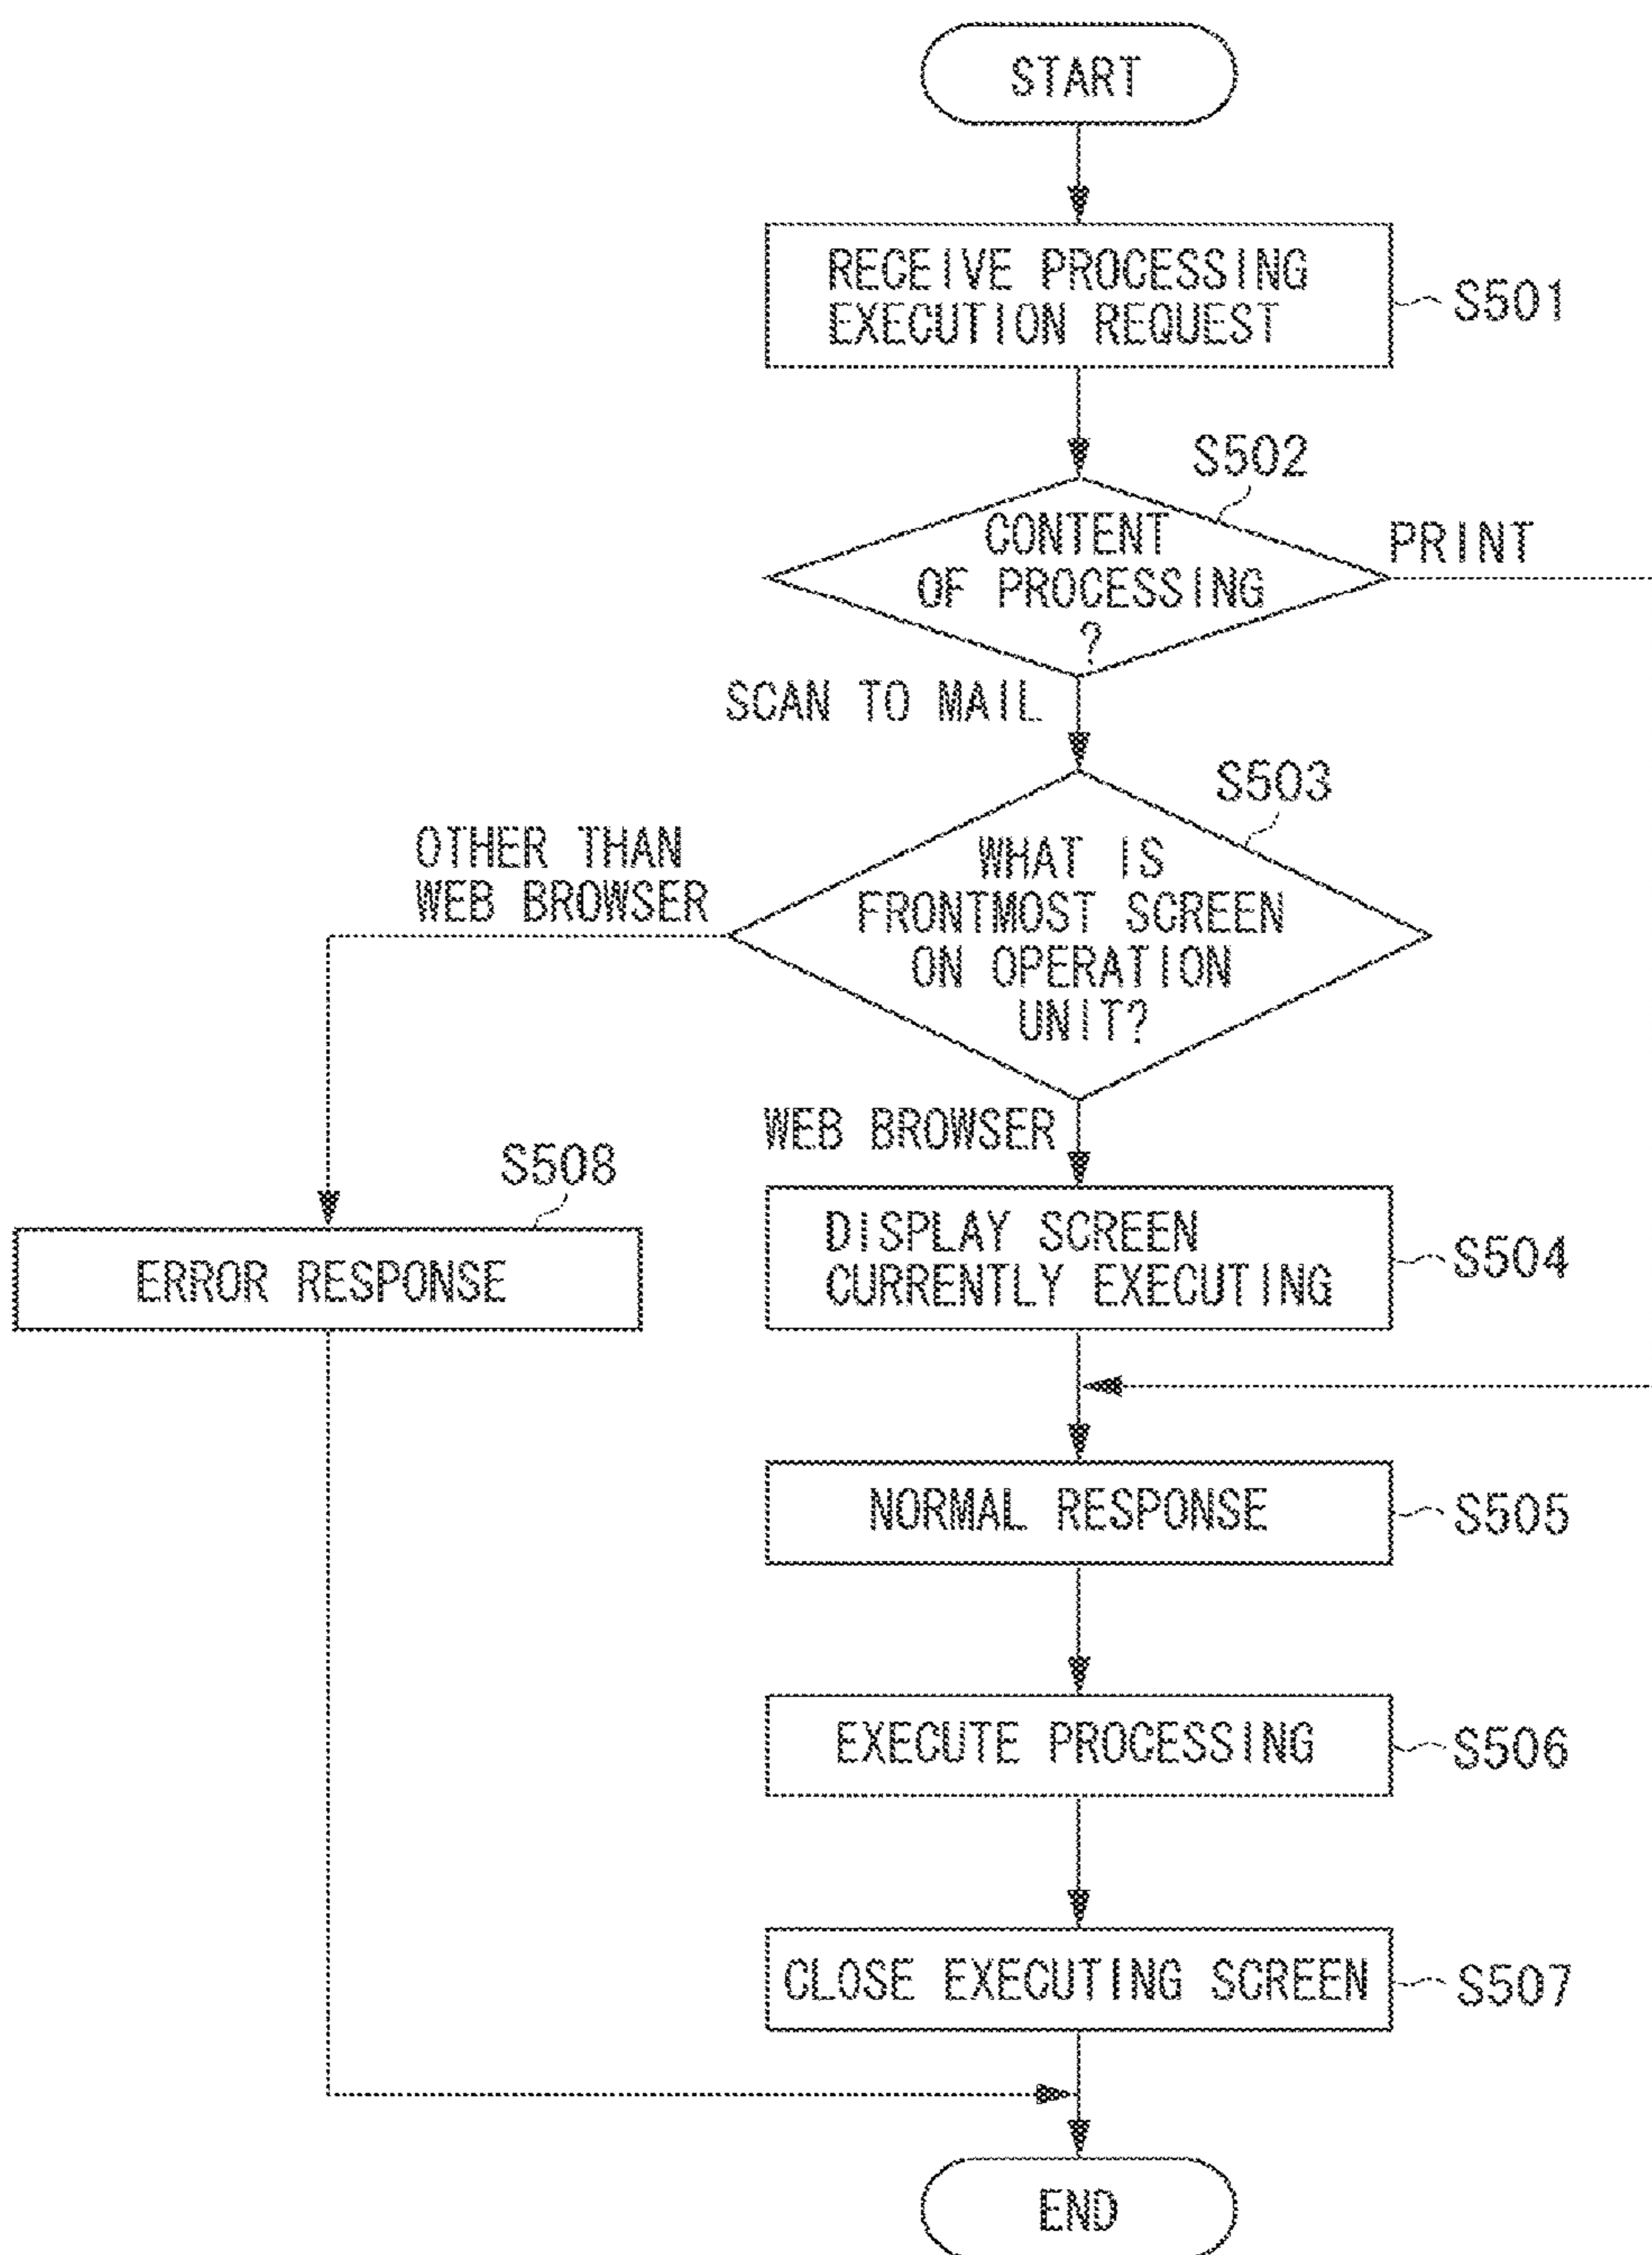 START
RECEIVE PROCESSING
EXECUTION REQUEST
S501
S502
CONTENT
OF PROCESSING
?
PRINT
SCAN TO MAIL
S503
WHAT IS
FRONTMOST SCREEN
ON OPERATION
UNIT?
OTHER THAN
WEB BROWSER
WEB BROWSER
S508
ERROR RESPONSE
DISPLAY SCREEN
CURRENTLY EXECUTING
S504
NORMAL RESPONSE
S505
EXECUTE PROCESSING
S506
CLOSE EXECUTING SCREEN
S507
END